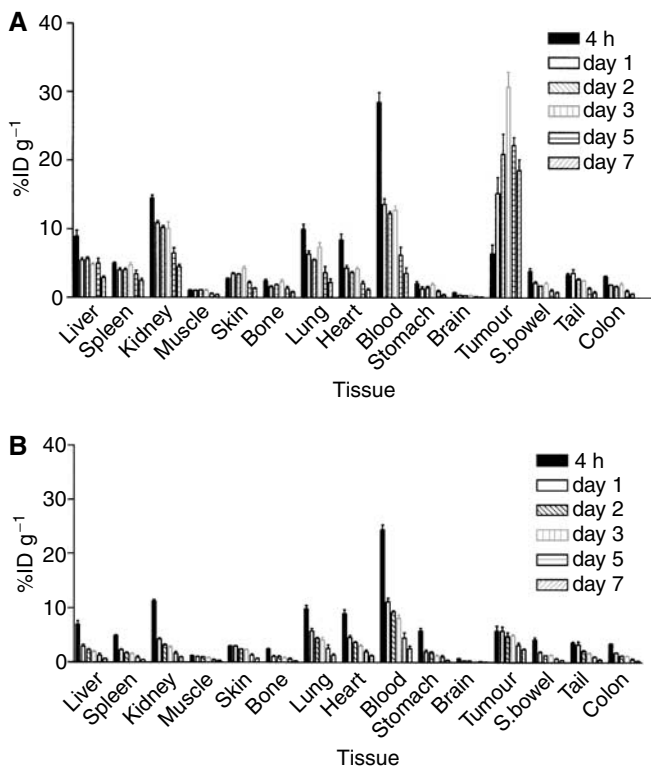 A
40
30
20
10
0
%ID g⁻¹
4 h
day 1
day 2
day 3
day 5
day 7
Liver
Spleen
Kidney
Muscle
Skin
Bone
Lung
Heart
Blood
Stomach
Brain
Tumour
S.bowel
Tail
Colon
Tissue
B
40
30
20
10
0
%ID g⁻¹
4 h
day 1
day 2
day 3
day 5
day 7
Liver
Spleen
Kidney
Muscle
Skin
Bone
Lung
Heart
Blood
Stomach
Brain
Tumour
S.bowel
Tail
Colon
Tissue